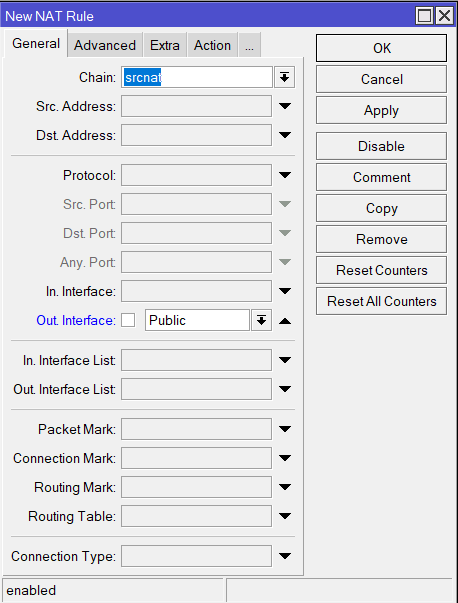 New NAT Rule
General Advanced Extra Action ...
Chain: srcnat
Src. Address:
Dst. Address:
Protocol:
Src. Port:
Dst. Port:
Any. Port:
In. Interface:
Out. Interface: Public
In. Interface List:
Out. Interface List:
Packet Mark:
Connection Mark:
Routing Mark:
Routing Table:
Connection Type:
OK
Cancel
Apply
Disable
Comment
Copy
Remove
Reset Counters
Reset All Counters
enabled